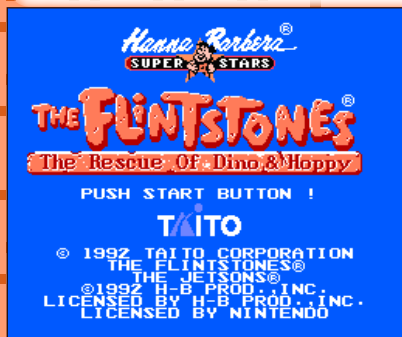 Hanna Barbera®
SUPER STARS
THE FLINTSTONES®
The Rescue Of Dino & Hoppy
PUSH START BUTTON !
TAITO
© 1992 TAITO CORPORATION
THE FLINTSTONES®
THE JETSONS®
©1992 H-B PROD.,INC.
LICENSED BY H-B PROD.,INC.
LICENSED BY NINTENDO